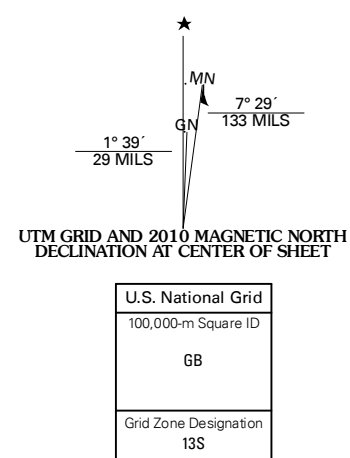 MN
7° 29´
133 MILS
GN
1° 39´
29 MILS
UTM GRID AND 2010 MAGNETIC NORTH
DECLINATION AT CENTER OF SHEET
U.S. National Grid
100,000-m Square ID
GB
Grid Zone Designation
13S